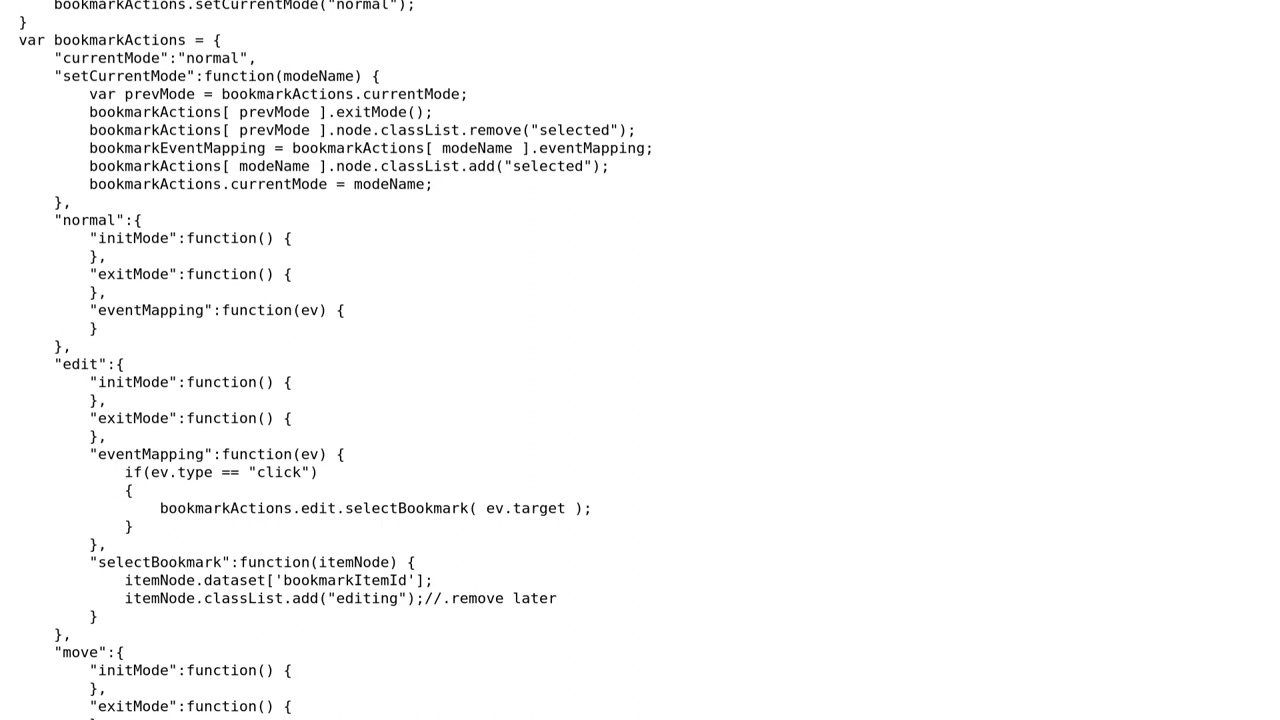 bookmarkActions.setCurrentMode("normal");
}
var bookmarkActions = {
    "currentMode":"normal",
    "setCurrentMode":function(modeName) {
        var prevMode = bookmarkActions.currentMode;
        bookmarkActions[ prevMode ].exitMode();
        bookmarkActions[ prevMode ].node.classList.remove("selected");
        bookmarkEventMapping = bookmarkActions[ modeName ].eventMapping;
        bookmarkActions[ modeName ].node.classList.add("selected");
        bookmarkActions.currentMode = modeName;
    },
    "normal":{
        "initMode":function() {
        },
        "exitMode":function() {
        },
        "eventMapping":function(ev) {
        }
    },
    "edit":{
        "initMode":function() {
        },
        "exitMode":function() {
        },
        "eventMapping":function(ev) {
            if(ev.type == "click")
            {
                bookmarkActions.edit.selectBookmark( ev.target );
            }
        },
        "selectBookmark":function(itemNode) {
            itemNode.dataset['bookmarkItemId'];
            itemNode.classList.add("editing");//.remove later
        }
    },
    "move":{
        "initMode":function() {
        },
        "exitMode":function() {